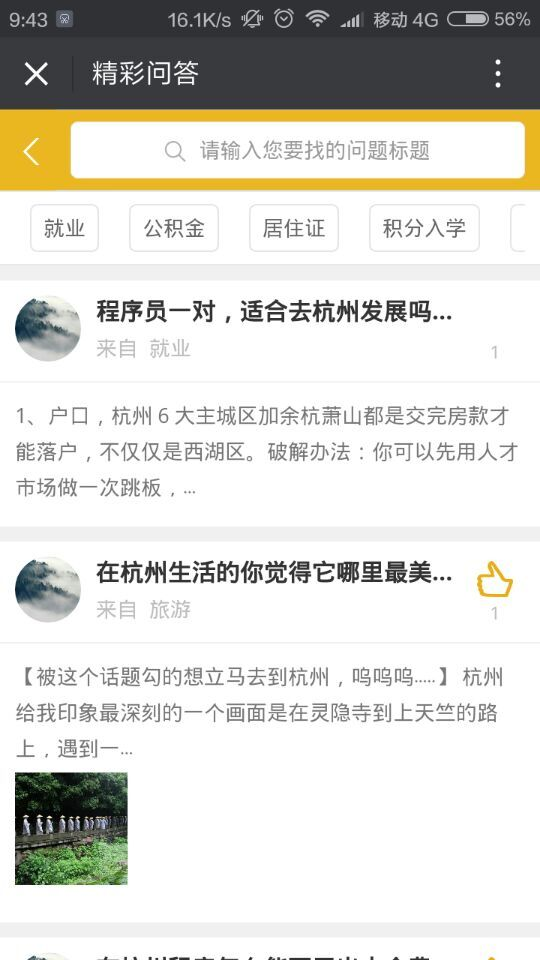 9:43 16.1K/s 移动 4G 56%
精彩问答
请输入您要找的问题标题
就业 公积金 居住证 积分入学
程序员一对，适合去杭州发展吗...
来自 就业
1
1、户口，杭州 6 大主城区加余杭萧山都是交完房款才
能落户，不仅仅是西湖区。破解办法：你可以先用人才
市场做一次跳板，...
在杭州生活的你觉得它哪里最美...
来自 旅游
1
【被这个话题勾的想立马去到杭州，呜呜呜.....】杭州
给我印象最深刻的一个画面是在灵隐寺到上天竺的路
上，遇到一...